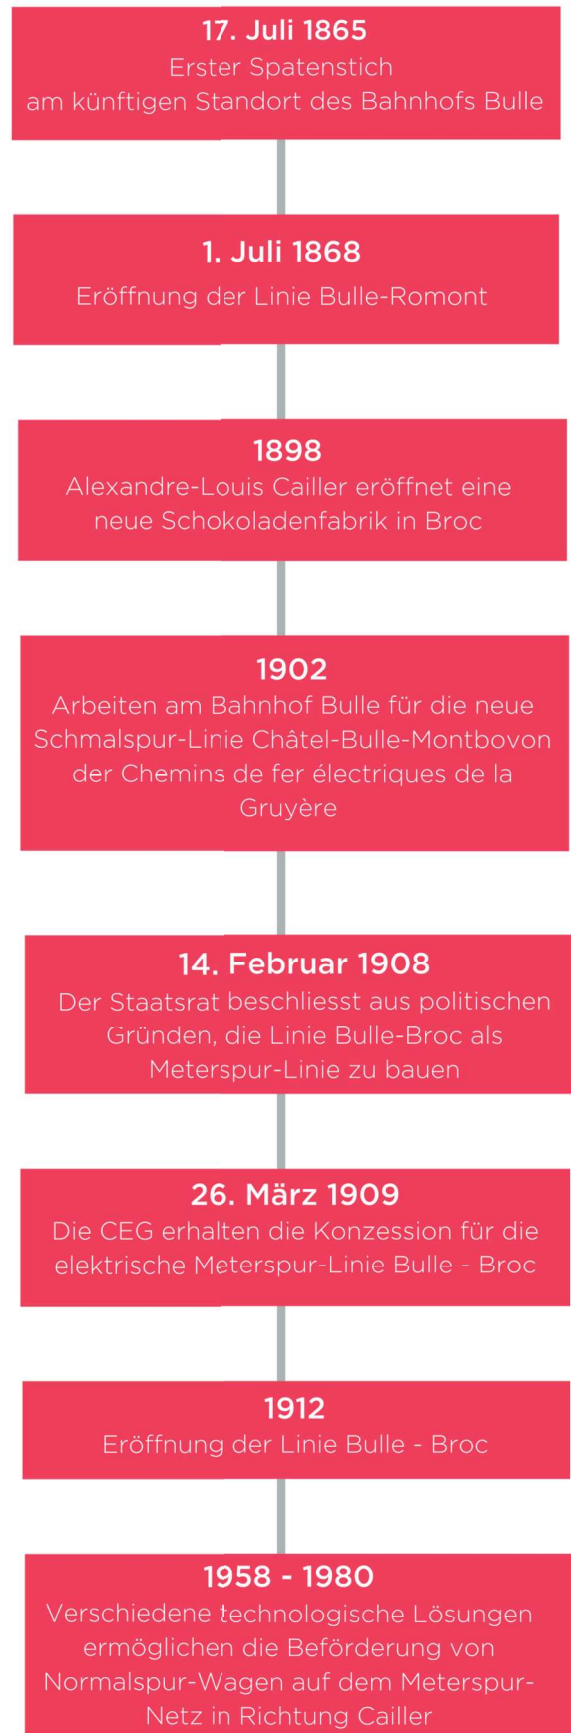 17. Juli 1865
Erster Spatenstich
am künftigen Standort des Bahnhofs Bulle
1. Juli 1868
Eröffnung der Linie Bulle-Romont
1898
Alexandre-Louis Cailler eröffnet eine
neue Schokoladenfabrik in Broc
1902
Arbeiten am Bahnhof Bulle für die neue
Schmalspur-Linie Châtel-Bulle-Montbovon
der Chemins de fer électriques de la
Gruyère
14. Februar 1908
Der Staatsrat beschliesst aus politischen
Gründen, die Linie Bulle-Broc als
Meterspur-Linie zu bauen
26. März 1909
Die CEG erhalten die Konzession für die
elektrische Meterspur-Linie Bulle - Broc
1912
Eröffnung der Linie Bulle - Broc
1958 - 1980
Verschiedene technologische Lösungen
ermöglichen die Beförderung von
Normalspur-Wagen auf dem Meterspur-
Netz in Richtung Cailler